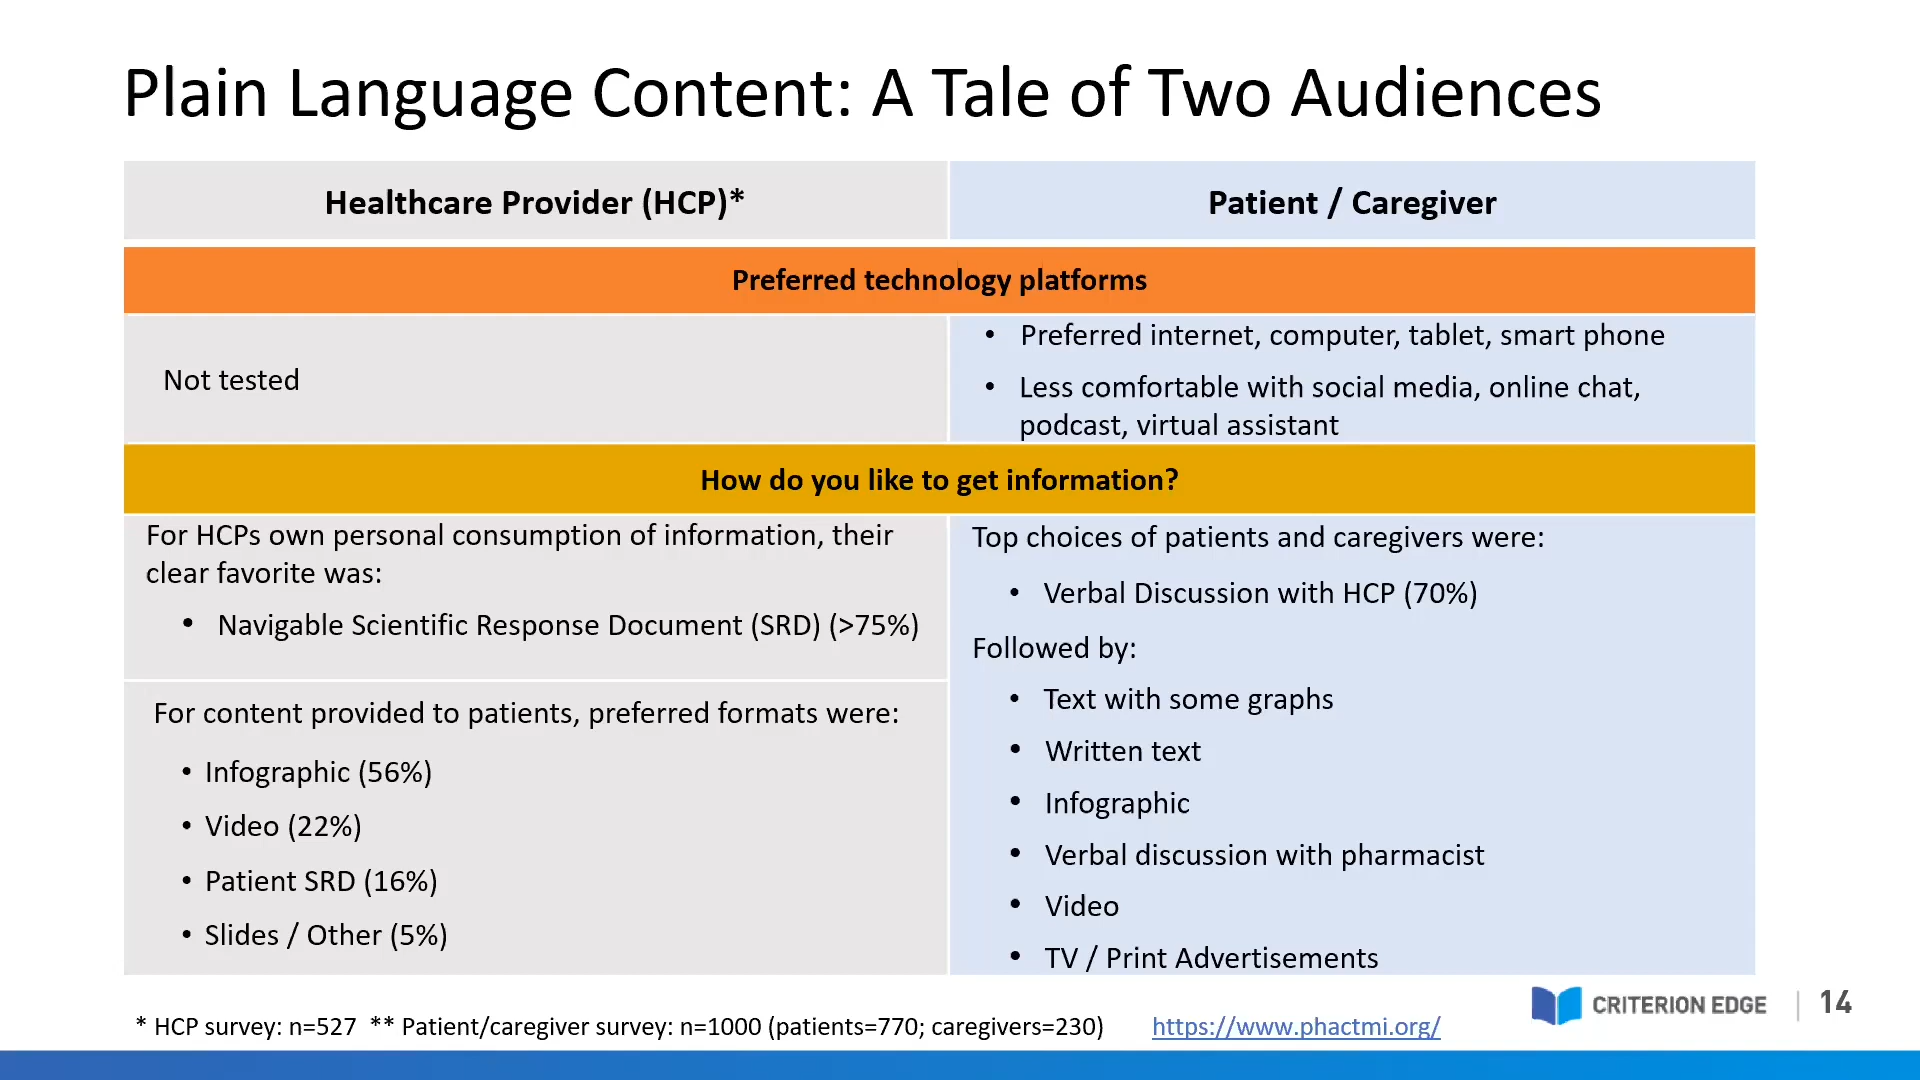 Plain Language Content: A Tale of Two Audiences
Healthcare Provider (HCP)*
Patient / Caregiver
Preferred technology platforms
Not tested
• Preferred internet, computer, tablet, smart phone
• Less comfortable with social media, online chat,
podcast, virtual assistant
How do you like to get information?
For HCPs own personal consumption of information, their
clear favorite was:
• Navigable Scientific Response Document (SRD) (>75%)
For content provided to patients, preferred formats were:
• Infographic (56%)
• Video (22%)
• Patient SRD (16%)
• Slides / Other (5%)
Top choices of patients and caregivers were:
• Verbal Discussion with HCP (70%)
Followed by:
• Text with some graphs
• Written text
• Infographic
• Verbal discussion with pharmacist
• Video
• TV / Print Advertisements
* HCP survey: n=527 ** Patient/caregiver survey: n=1000 (patients=770; caregivers=230)
https://www.phactmi.org/
CRITERION EDGE | 14